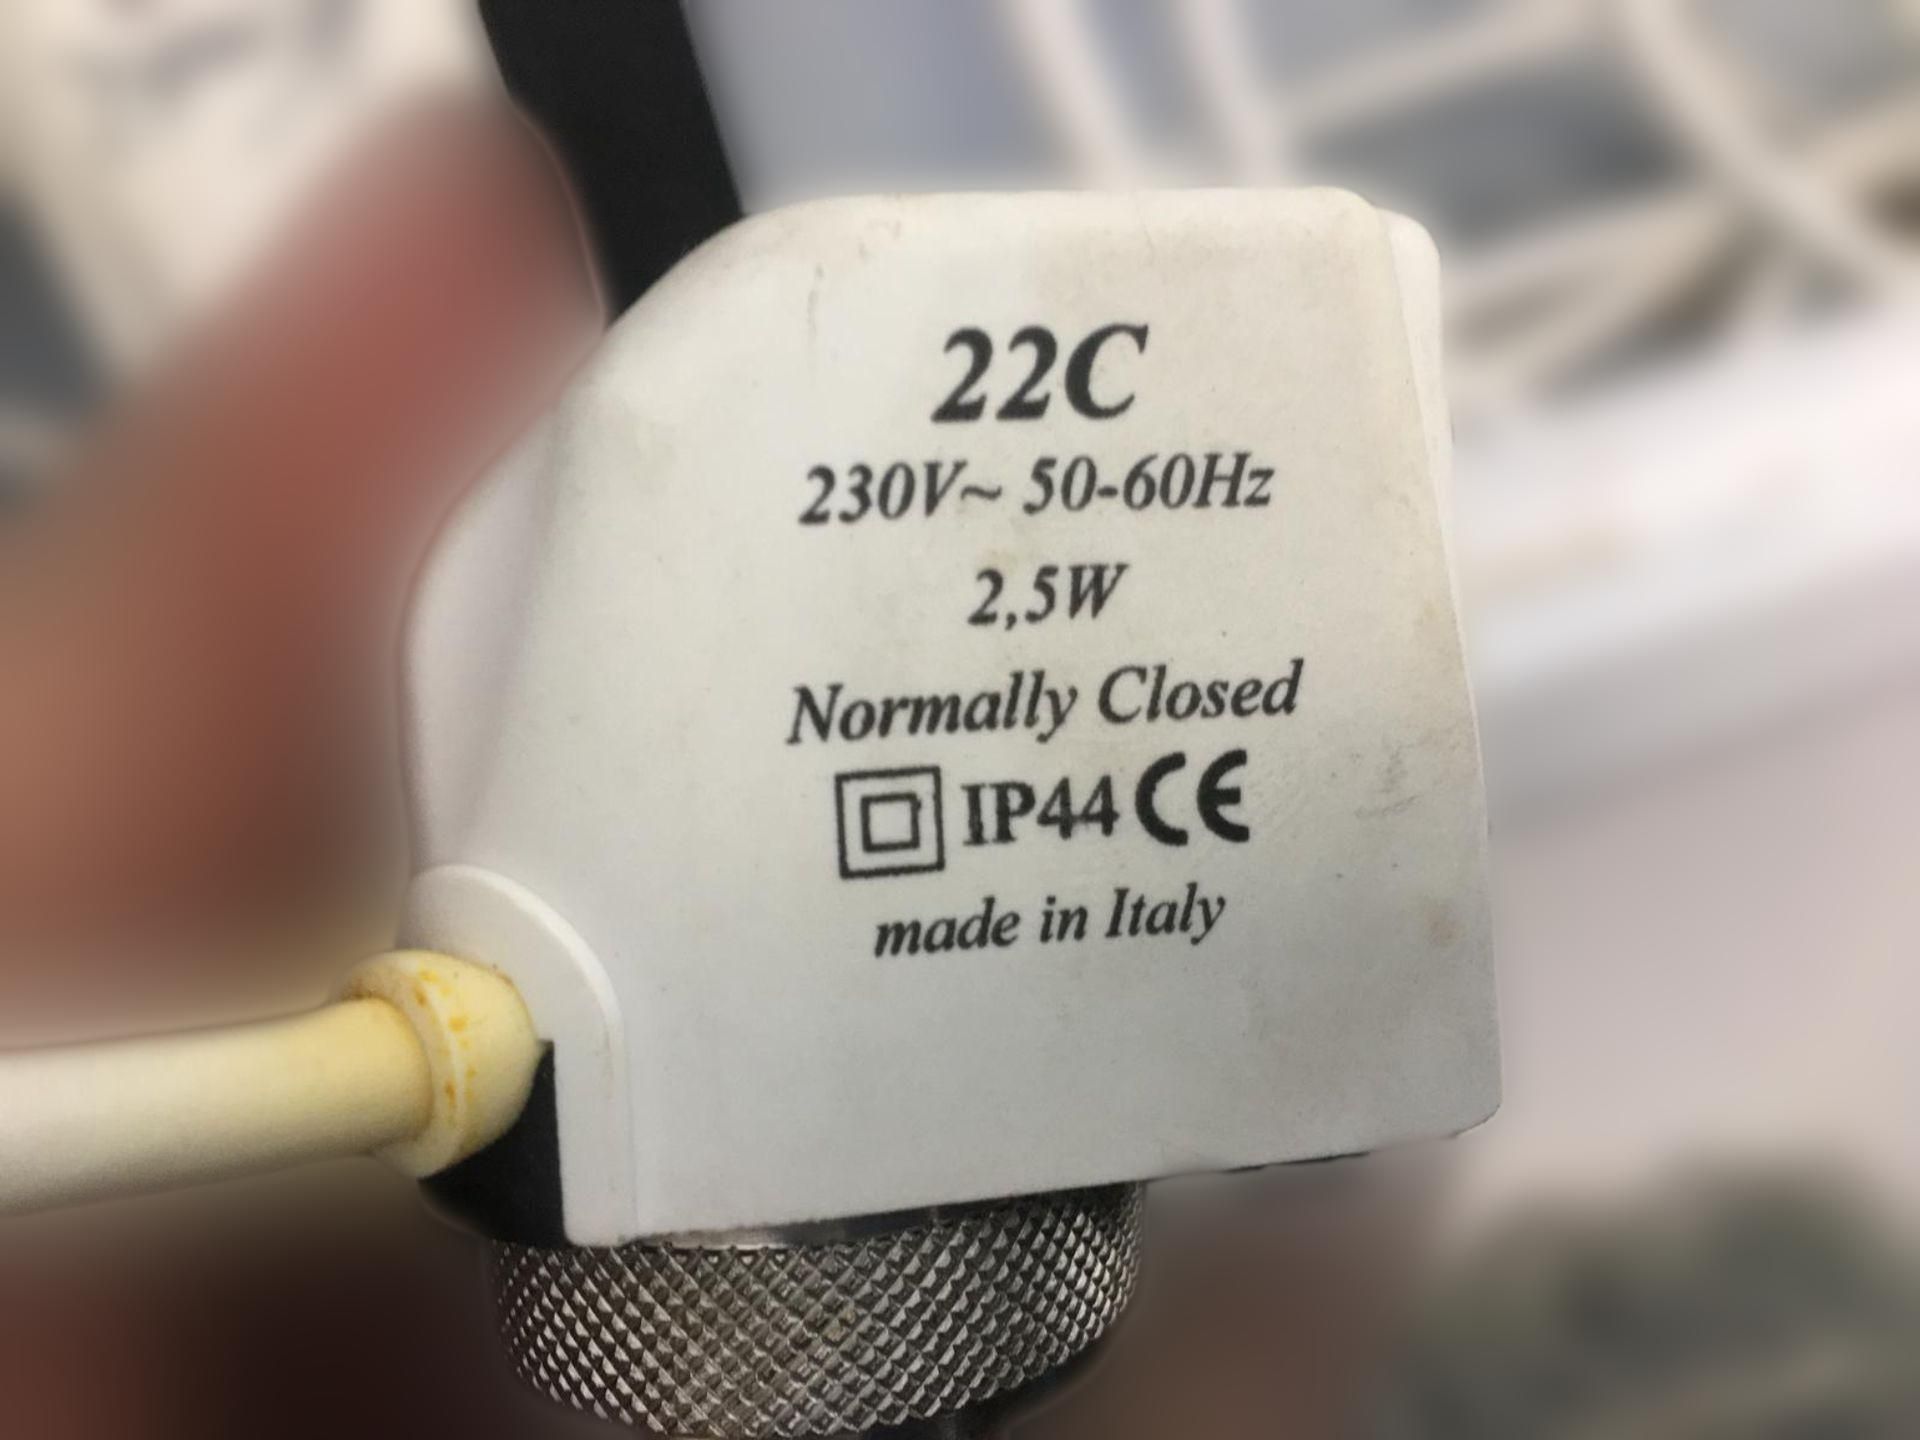 22C
230V~ 50-60Hz
2,5W
Normally Closed
IP44 CE
made in Italy